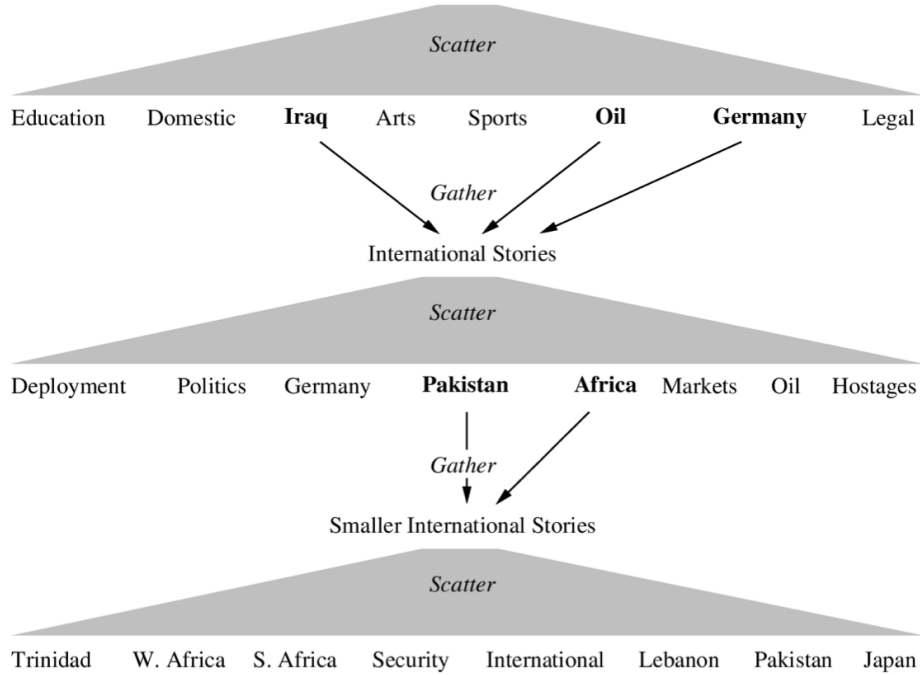 Scatter
Education Domestic Iraq Arts Sports Oil Germany Legal
Gather
International Stories
Scatter
Deployment Politics Germany Pakistan Africa Markets Oil Hostages
Gather
Smaller International Stories
Scatter
Trinidad W. Africa S. Africa Security International Lebanon Pakistan Japan